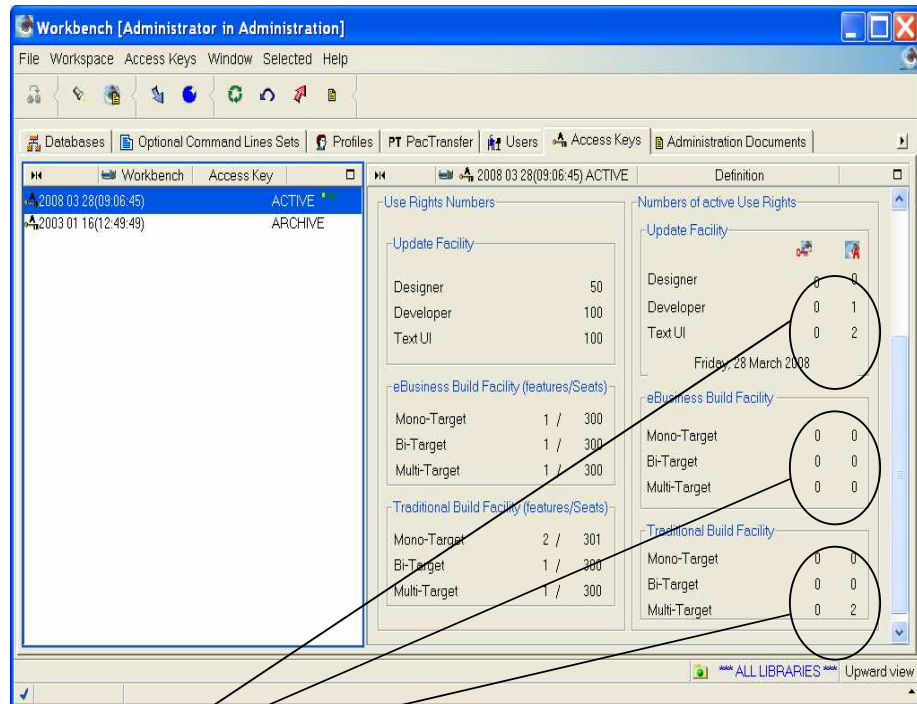 Workbench [Administrator in Administration]
File Workspace Access Keys Window Selected Help
Databases Optional Command Lines Sets Profiles PT PacTransfer Users Access Keys Administration Documents
Workbench Access Key
2008 03 28(09:06:45) ACTIVE
2003 01 16(12:49:49) ARCHIVE
2008 03 28(09:06:45) ACTIVE Definition
Use Rights Numbers
Update Facility
Designer 50
Developer 100
Text UI 100
eBusiness Build Facility (features/Seats)
Mono-Target 1 / 300
Bi-Target 1 / 300
Multi-Target 1 / 300
Traditional Build Facility (features/Seats)
Mono-Target 2 / 301
Bi-Target 1 / 300
Multi-Target 1 / 300
Numbers of active Use Rights
Update Facility
Designer 0 0
Developer 0 1
Text UI 0 2
Friday, 28 March 2008
eBusiness Build Facility
Mono-Target 0 0
Bi-Target 0 0
Multi-Target 0 0
Traditional Build Facility
Mono-Target 0 0
Bi-Target 0 0
Multi-Target 0 2
*** ALL LIBRARIES *** Upward view